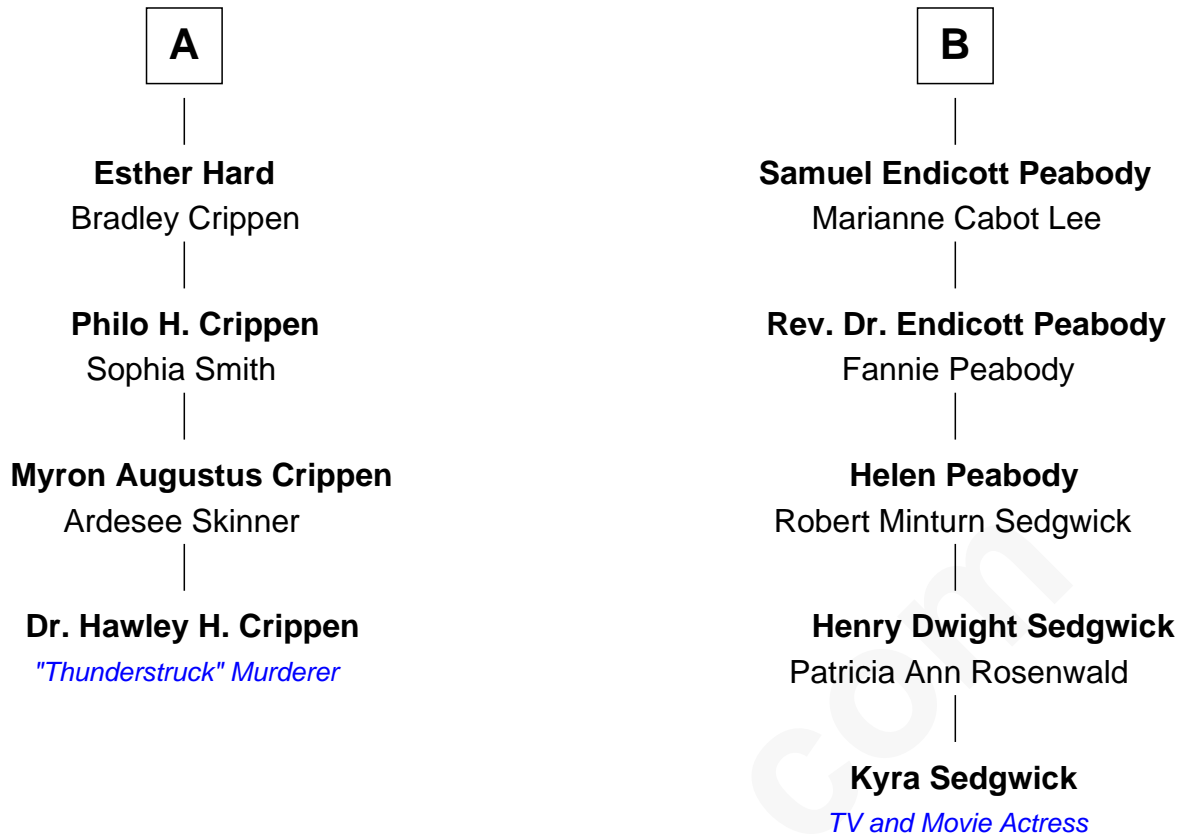 A
Esther Hard
Bradley Crippen
Philo H. Crippen
Sophia Smith
Myron Augustus Crippen
Ardesee Skinner
Dr. Hawley H. Crippen
"Thunderstruck" Murderer
B
Samuel Endicott Peabody
Marianne Cabot Lee
Rev. Dr. Endicott Peabody
Fannie Peabody
Helen Peabody
Robert Minturn Sedgwick
Henry Dwight Sedgwick
Patricia Ann Rosenwald
Kyra Sedgwick
TV and Movie Actress
com